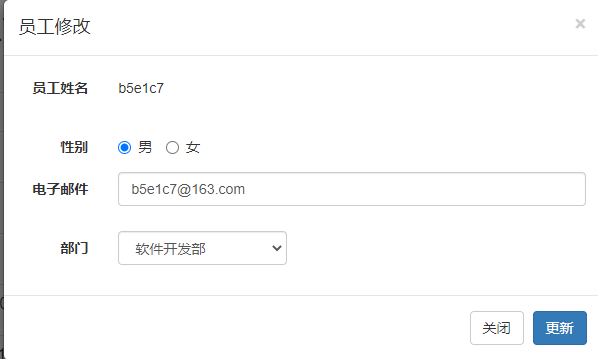 员工修改 ×
员工姓名 b5e1c7
性别 男 女
电子邮件 b5e1c7@163.com
部门 软件开发部
关闭 更新